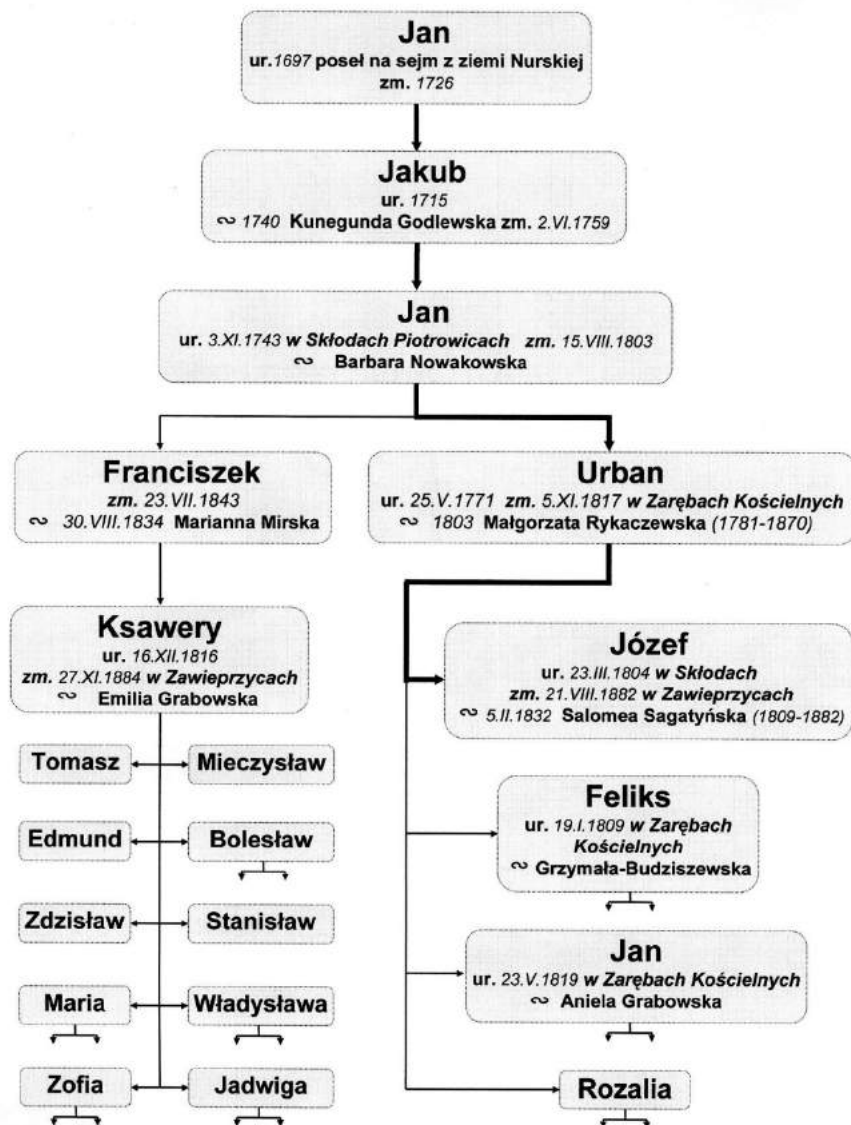 Jan
ur.1697 poseł na sejm z ziemi Nurskiej
zm. 1726
Jakub
ur. 1715
∾ 1740 Kunegunda Godlewska zm. 2.VI.1759
Jan
ur. 3.XI.1743 w Skłodach Piotrowicach zm. 15.VIII.1803
∾ Barbara Nowakowska
Franciszek
zm. 23.VII.1843
∾ 30.VIII.1834 Marianna Mirska
Urban
ur. 25.V.1771 zm. 5.XI.1817 w Zarębach Kościelnych
∾ 1803 Małgorzata Rykaczewska (1781-1870)
Ksawery
ur. 16.XII.1816
zm. 27.XI.1884 w Zawieprzycach
∾ Emilia Grabowska
Tomasz
Mieczysław
Edmund
Bolesław
Zdzisław
Stanisław
Maria
Władysława
Zofia
Jadwiga
Józef
ur. 23.III.1804 w Skłodach
zm. 21.VIII.1882 w Zawieprzycach
∾ 5.II.1832 Salomea Sagatyńska (1809-1882)
Feliks
ur. 19.I.1809 w Zarębach
Kościelnych
∾ Grzymała-Budziszewska
Jan
ur. 23.V.1819 w Zarębach Kościelnych
∾ Aniela Grabowska
Rozalia